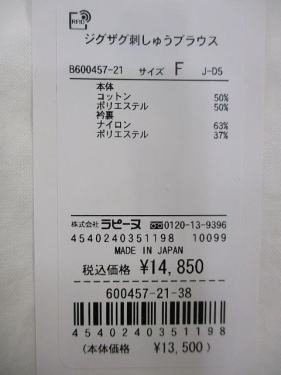 RFID
ジグザグ刺しゅうブラウス
B600457-21 サイズ F J-D5
本体
コットン 50%
ポリエステル 50%
衿裏
ナイロン 63%
ポリエステル 37%
株式会社 ラピーヌ 0120-13-9396
4540240351198 10099
MADE IN JAPAN
税込価格 ¥14,850
600457-21-38
4540240351198
(本体価格 ¥13,500)